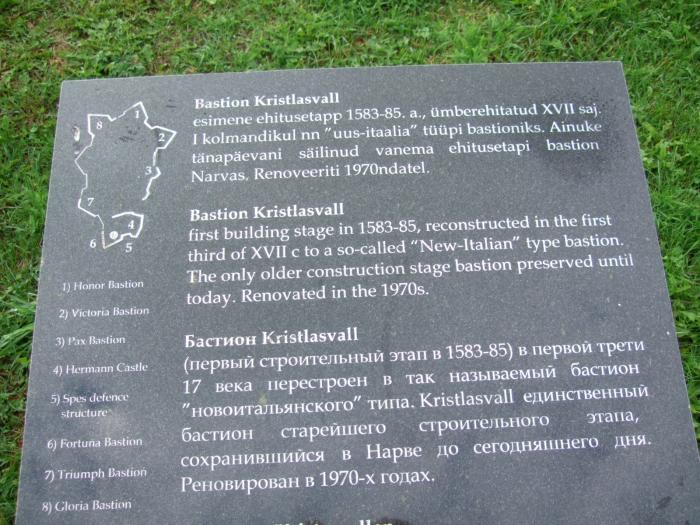 8
1
2
3
7
4
6
5
1) Honor Bastion
2) Victoria Bastion
3) Pax Bastion
4) Hermann Castle
5) Spes defence
structure
6) Fortuna Bastion
7) Triumph Bastion
8) Gloria Bastion
Bastion Kristlasvall
esimene ehitusetapp 1583-85. a., ümberehitatud XVII saj.
I kolmandikul nn "uus-itaalia" tüüpi bastioniks. Ainuke
tänapäevani säilinud vanema ehitusetapi bastion
Narvas. Renoveeriti 1970ndatel.
Bastion Kristlasvall
first building stage in 1583-85, reconstructed in the first
third of XVII c to a so-called "New-Italian" type bastion.
The only older construction stage bastion preserved until
today. Renovated in the 1970s.
Бастион Kristlasvall
(первый строительный этап в 1583-85) в первой трети
17 века перестроен в так называемый бастион
"новоитальянского" типа. Kristlasvall единственный
бастион старейшего строительного этапа,
сохранившийся в Нарве до сегодняшнего дня.
Реновирован в 1970-х годах.